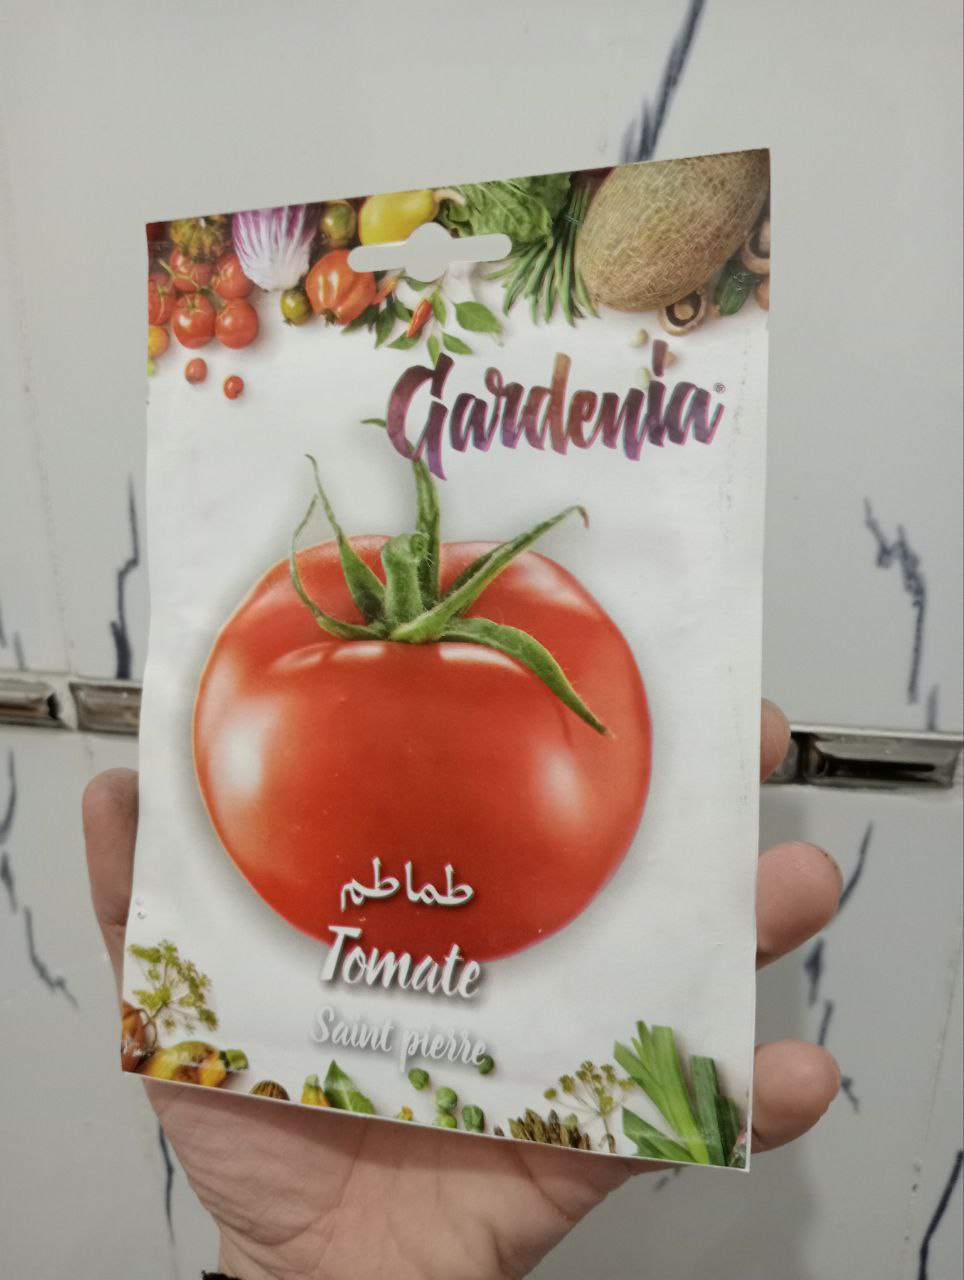 Gardenia®
طماطم
Tomate
Saint pierre